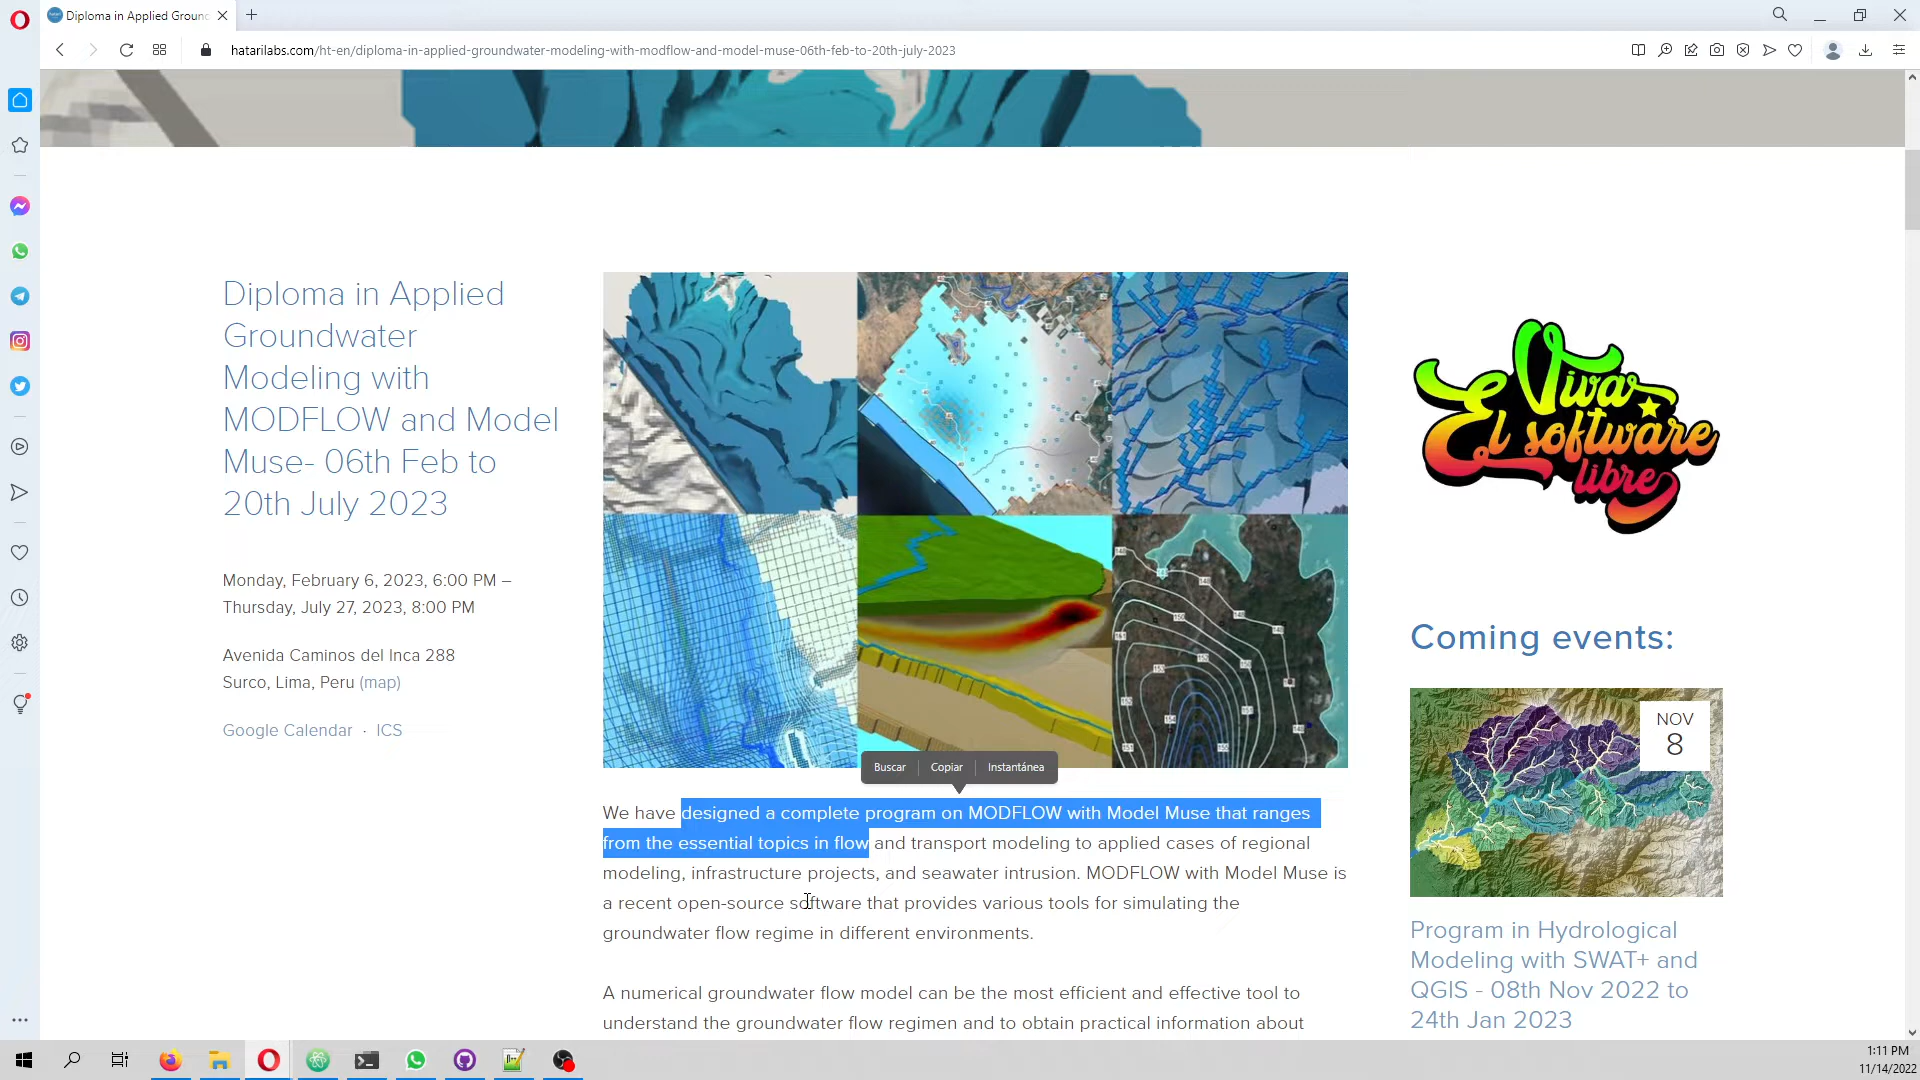 Diploma in Applied Groun
hatarilabs.com/ht-en/diploma-in-applied-groundwater-modeling-with-modflow-and-model-muse-06th-feb-to-20th-july-2023
Diploma in Applied
Groundwater
Modeling with
MODFLOW and Model
Muse- 06th Feb to
20th July 2023
Monday, February 6, 2023, 6:00 PM –
Thursday, July 27, 2023, 8:00 PM
Avenida Caminos del Inca 288
Surco, Lima, Peru (map)
Google Calendar · ICS
Buscar Copiar Instantánea
We have designed a complete program on MODFLOW with Model Muse that ranges
from the essential topics in flow and transport modeling to applied cases of regional
modeling, infrastructure projects, and seawater intrusion. MODFLOW with Model Muse is
a recent open-source software that provides various tools for simulating the
groundwater flow regime in different environments.
A numerical groundwater flow model can be the most efficient and effective tool to
understand the groundwater flow regimen and to obtain practical information about
Viva
El software
libre
Coming events:
NOV
8
Program in Hydrological
Modeling with SWAT+ and
QGIS - 08th Nov 2022 to
24th Jan 2023
1:11 PM
11/14/2022